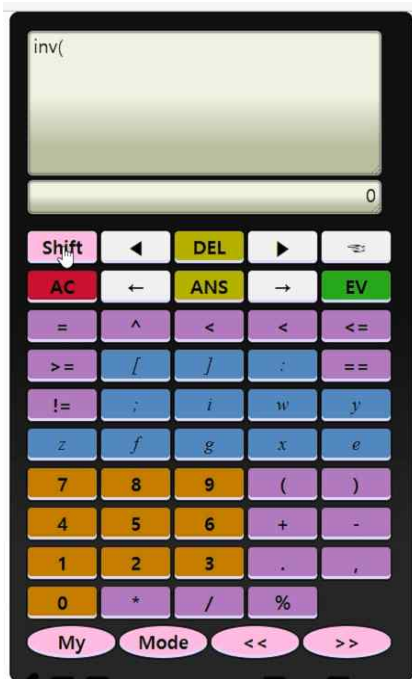 inv(
0
Shift ◀ DEL ▶ ☜
AC ← ANS → EV
= ^ < < <=
>= [ ] : ==
!= ; i w y
z f g x e
7 8 9 ( )
4 5 6 + -
1 2 3 . ,
0 * / %
My Mode << >>